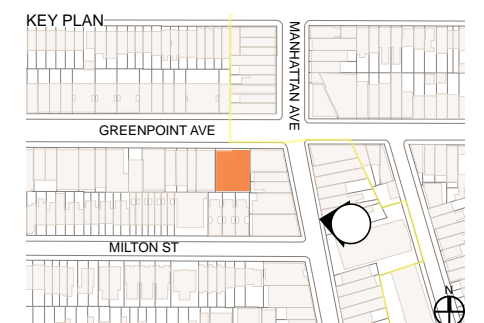 KEY PLAN
MANHATTAN AVE
GREENPOINT AVE
MILTON ST
N